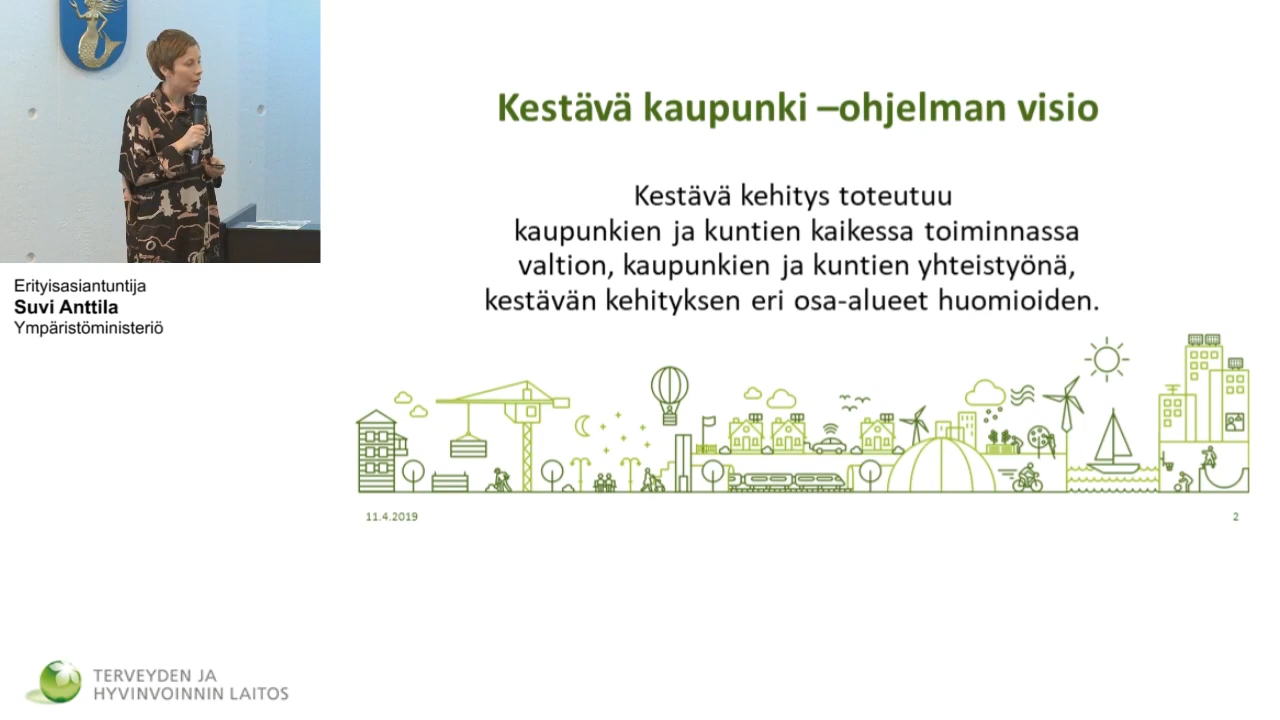 Erityisasiantuntija
Suvi Anttila
Ympäristöministeriö
Kestävä kaupunki –ohjelman visio
Kestävä kehitys toteutuu
kaupunkien ja kuntien kaikessa toiminnassa
valtion, kaupunkien ja kuntien yhteistyönä,
kestävän kehityksen eri osa-alueet huomioiden.
11.4.2019
2
TERVEYDEN JA
HYVINVOINNIN LAITOS